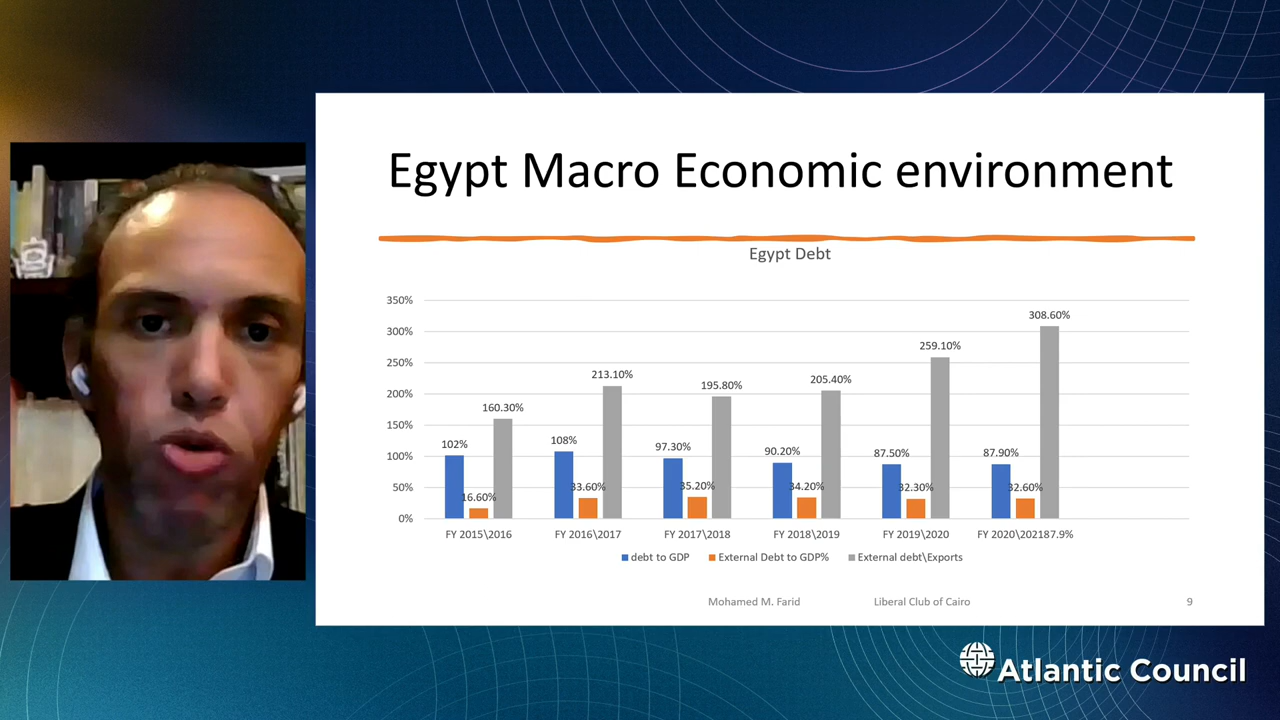 Egypt Macro Economic environment
Egypt Debt
350%
300%
250%
200%
150%
100%
50%
0%
102%
16.60%
160.30%
108%
33.60%
213.10%
97.30%
35.20%
195.80%
90.20%
34.20%
205.40%
87.50%
32.30%
259.10%
87.90%
32.60%
308.60%
FY 2015\2016
FY 2016\2017
FY 2017\2018
FY 2018\2019
FY 2019\2020
FY 2020\202187.9%
debt to GDP
External Debt to GDP%
External debt\Exports
Mohamed M. Farid
Liberal Club of Cairo
9
Atlantic Council